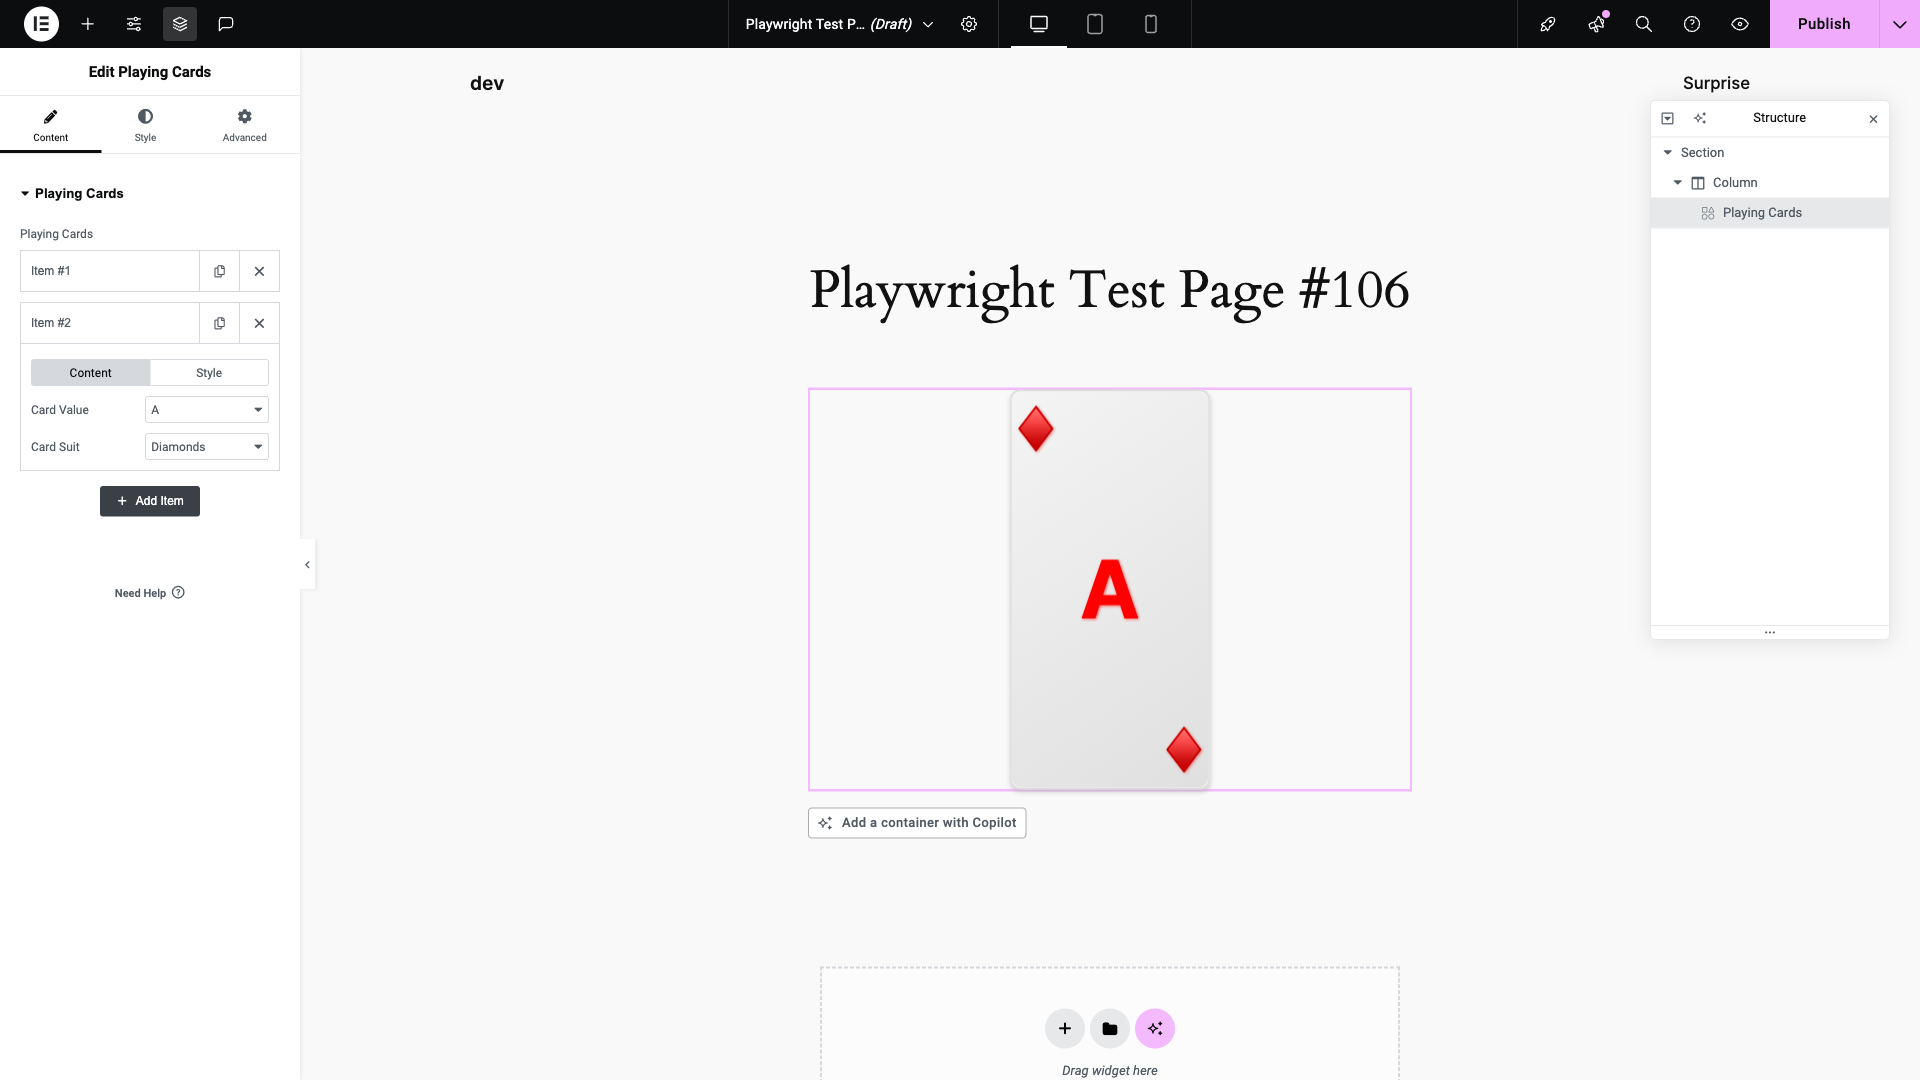 Playwright Test P... (Draft)
Publish
Edit Playing Cards
Content
Style
Advanced
Playing Cards
Playing Cards
Item #1
Item #2
Content
Style
Card Value
A
Card Suit
Diamonds
Add Item
Need Help
dev
Surprise
Playwright Test Page #106
A
Add a container with Copilot
Drag widget here
Structure
Section
Column
Playing Cards